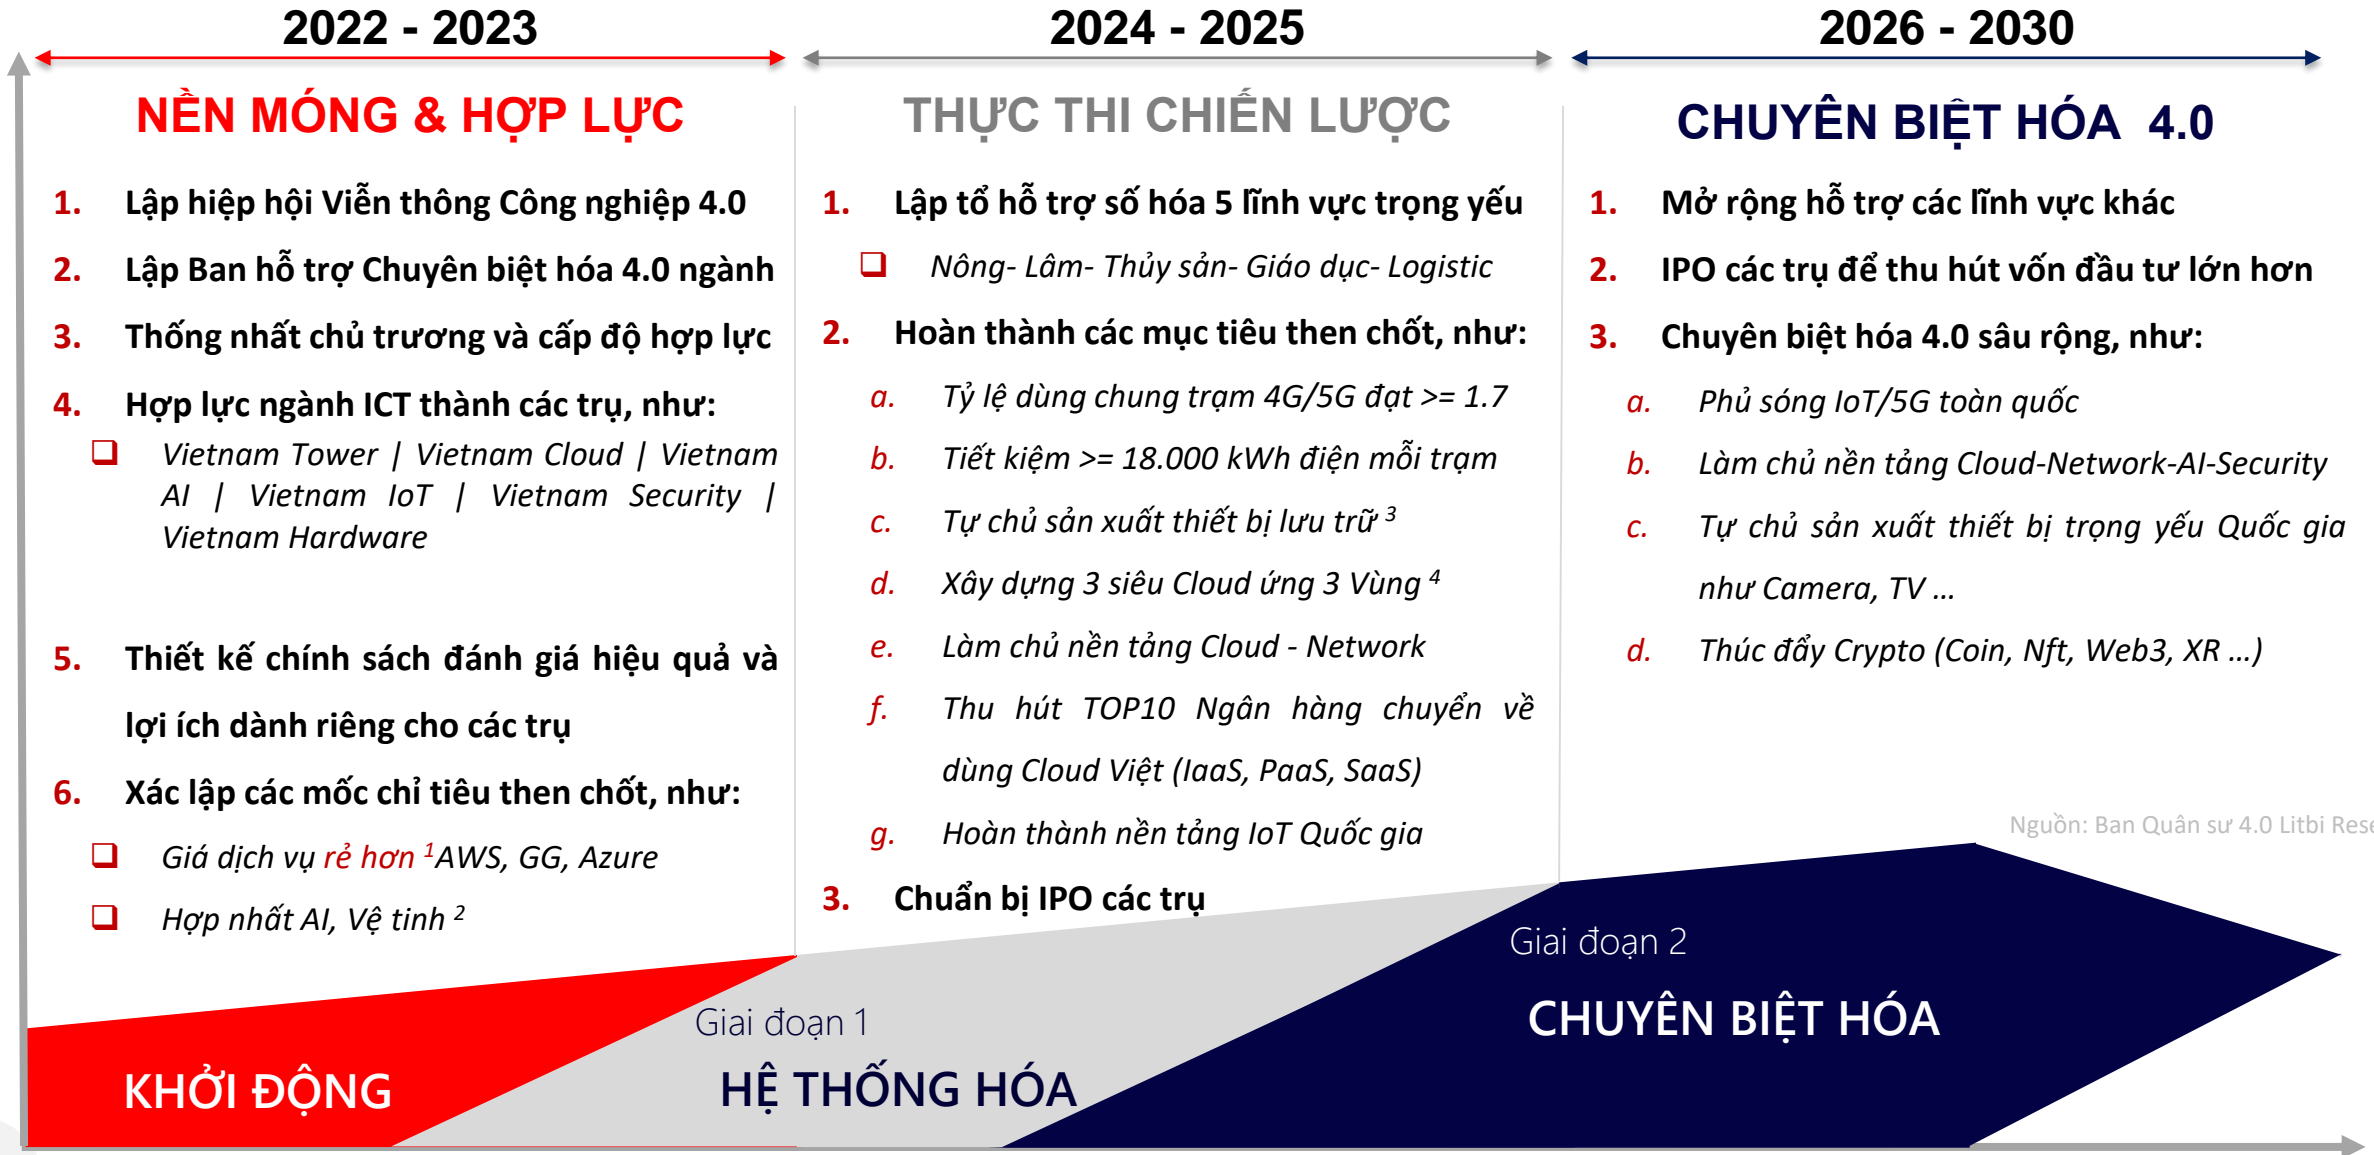 2022 - 2023
NỀN MÓNG & HỢP LỰC
1. Lập hiệp hội Viễn thông Công nghiệp 4.0
2. Lập Ban hỗ trợ Chuyên biệt hóa 4.0 ngành
3. Thống nhất chủ trương và cấp độ hợp lực
4. Hợp lực ngành ICT thành các trụ, như:
❑ Vietnam Tower | Vietnam Cloud | Vietnam
AI | Vietnam IoT | Vietnam Security |
Vietnam Hardware
5. Thiết kế chính sách đánh giá hiệu quả và
lợi ích dành riêng cho các trụ
6. Xác lập các mốc chỉ tiêu then chốt, như:
❑ Giá dịch vụ rẻ hơn ¹AWS, GG, Azure
❑ Hợp nhất AI, Vệ tinh ²
2024 - 2025
THỰC THI CHIẾN LƯỢC
1. Lập tổ hỗ trợ số hóa 5 lĩnh vực trọng yếu
❑ Nông- Lâm- Thủy sản- Giáo dục- Logistic
2. Hoàn thành các mục tiêu then chốt, như:
a. Tỷ lệ dùng chung trạm 4G/5G đạt >= 1.7
b. Tiết kiệm >= 18.000 kWh điện mỗi trạm
c. Tự chủ sản xuất thiết bị lưu trữ ³
d. Xây dựng 3 siêu Cloud ứng 3 Vùng ⁴
e. Làm chủ nền tảng Cloud - Network
f. Thu hút TOP10 Ngân hàng chuyển về
dùng Cloud Việt (IaaS, PaaS, SaaS)
g. Hoàn thành nền tảng IoT Quốc gia
3. Chuẩn bị IPO các trụ
2026 - 2030
CHUYÊN BIỆT HÓA 4.0
1. Mở rộng hỗ trợ các lĩnh vực khác
2. IPO các trụ để thu hút vốn đầu tư lớn hơn
3. Chuyên biệt hóa 4.0 sâu rộng, như:
a. Phủ sóng IoT/5G toàn quốc
b. Làm chủ nền tảng Cloud-Network-AI-Security
c. Tự chủ sản xuất thiết bị trọng yếu Quốc gia
như Camera, TV ...
d. Thúc đẩy Crypto (Coin, Nft, Web3, XR ...)
Nguồn: Ban Quân sư 4.0 Litbi
KHỞI ĐỘNG
Giai đoạn 1
HỆ THỐNG HÓA
Giai đoạn 2
CHUYÊN BIỆT HÓA